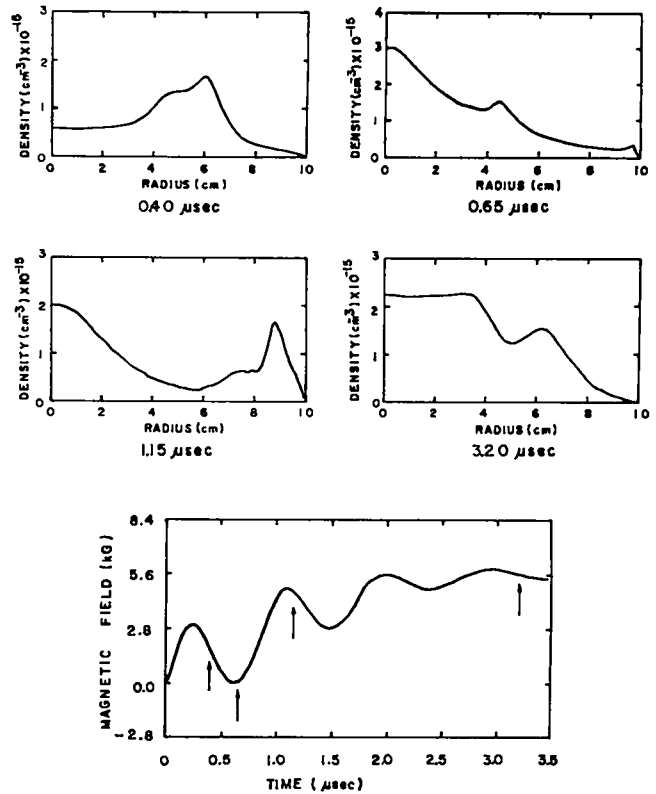 DENSITY (cm⁻³) X 10⁻¹⁵
3
2
1
0
0 2 4 6 8 10
RADIUS (cm)
0.40 μsec
DENSITY (cm⁻³) X 10⁻¹⁵
4
3
2
1
0
0 2 4 6 8 10
RADIUS (cm)
0.65 μsec
DENSITY (cm⁻³) X 10⁻¹⁵
3
2
1
0
0 2 4 6 8 10
RADIUS (cm)
1.15 μsec
DENSITY (cm⁻³) X 10⁻¹⁵
3
2
1
0
0 2 4 6 8 10
RADIUS (cm)
3.20 μsec
MAGNETIC FIELD (kG)
8.4
5.6
2.8
0.0
-2.8
0 0.5 1.0 1.5 2.0 2.5 3.0 3.5
TIME (μsec)